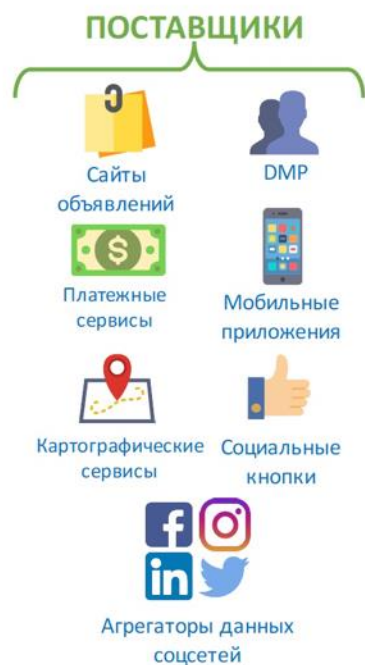 ПОСТАВЩИКИ
Сайты
объявлений
DMP
Платежные
сервисы
Мобильные
приложения
Картографические
сервисы
Социальные
кнопки
Агрегаторы данных
соцсетей